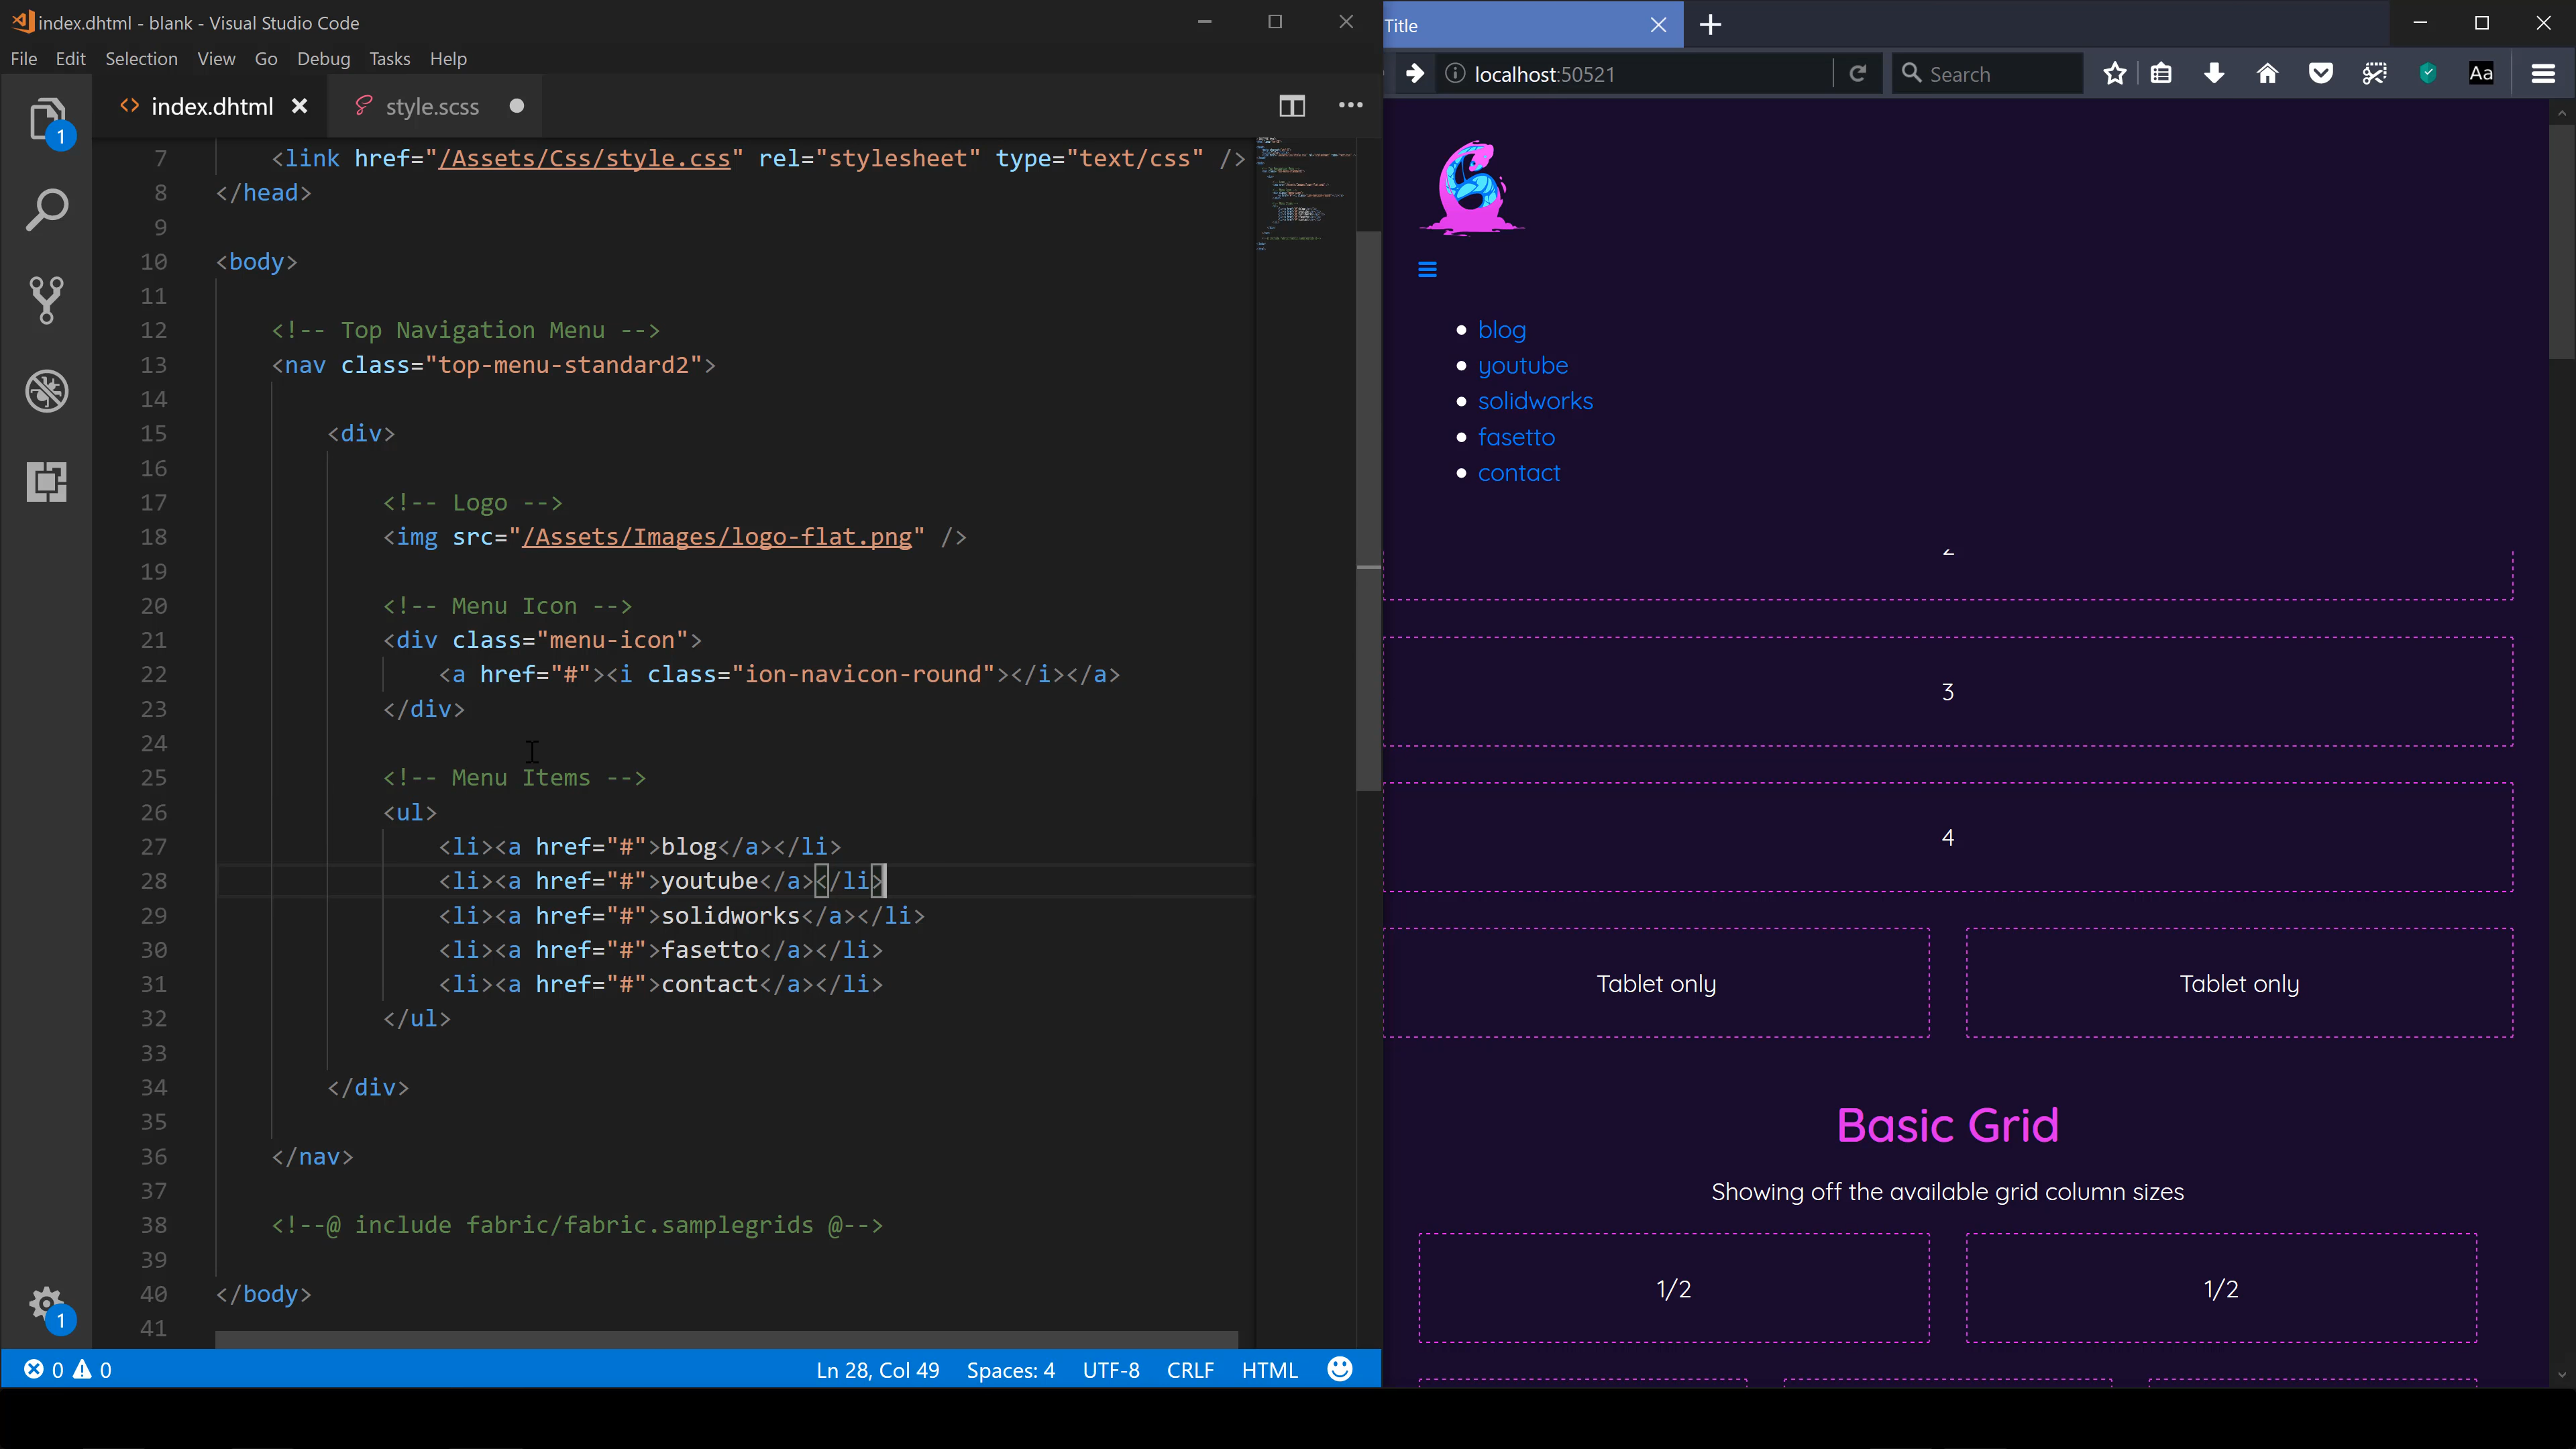 index.dhtml - blank - Visual Studio Code
File Edit Selection View Go Debug Tasks Help
index.dhtml style.scss
7 <link href="/Assets/Css/style.css" rel="stylesheet" type="text/css" />
8 </head>
9
10 <body>
11
12 <!-- Top Navigation Menu -->
13 <nav class="top-menu-standard2">
14
15 <div>
16
17 <!-- Logo -->
18 <img src="/Assets/Images/logo-flat.png" />
19
20 <!-- Menu Icon -->
21 <div class="menu-icon">
22 <a href="#"><i class="ion-navicon-round"></i></a>
23 </div>
24
25 <!-- Menu Items -->
26 <ul>
27 <li><a href="#">blog</a></li>
28 <li><a href="#">youtube</a></li>
29 <li><a href="#">solidworks</a></li>
30 <li><a href="#">fasetto</a></li>
31 <li><a href="#">contact</a></li>
32 </ul>
33
34 </div>
35
36 </nav>
37
38 <!--@ include fabric/fabric.samplegrids @-->
39
40 </body>
41
1
1
0 0 Ln 28, Col 49 Spaces: 4 UTF-8 CRLF HTML
Title
localhost:50521 Search Aa
blog
youtube
solidworks
fasetto
contact
3
4
Tablet only Tablet only
Basic Grid
Showing off the available grid column sizes
1/2 1/2